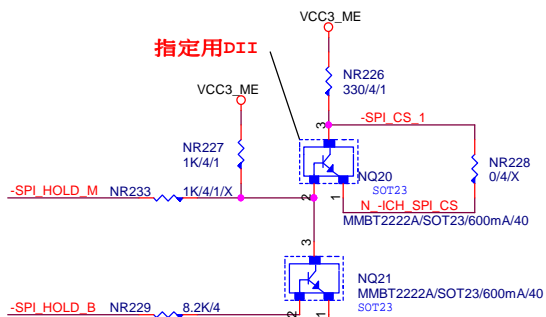 VCC3_ME
指定用DII
NR226
330/4/1
VCC3_ME
-SPI_CS_1
3
NR227
1K/4/1
NR228
0/4/X
NQ20
SOT23
-SPI_HOLD_M
NR233
1K/4/1/X
2
1
N_-ICH_SPI_CS
MMBT2222A/SOT23/600mA/40
3
NQ21
MMBT2222A/SOT23/600mA/40
SOT23
-SPI_HOLD_B
NR229
8.2K/4
2
1